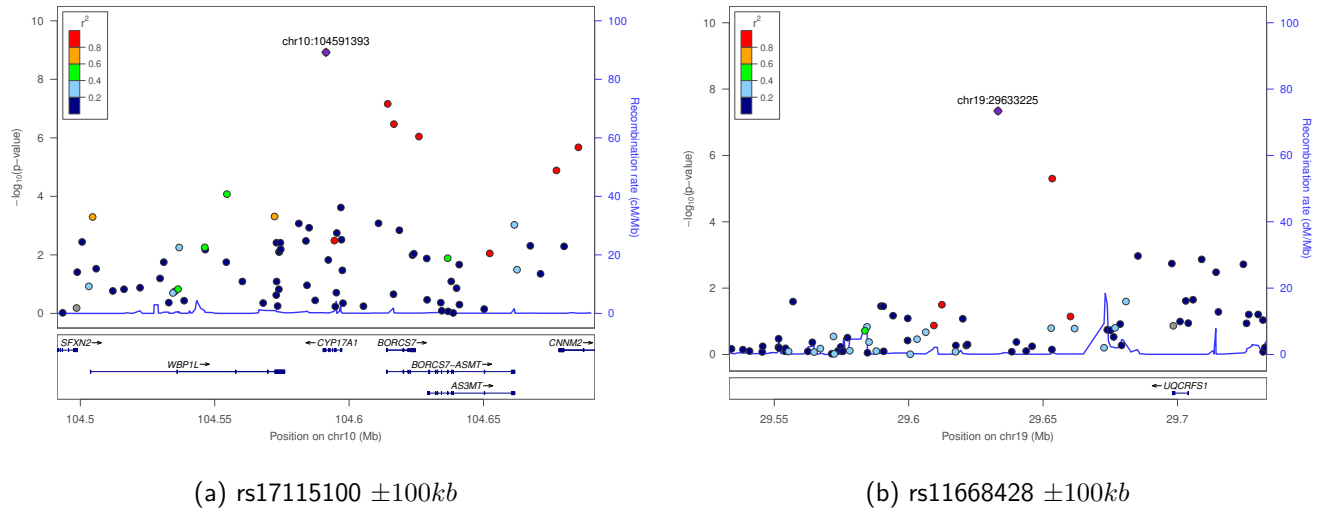 chr10:104591393
r²
0.8
0.6
0.4
0.2
10
8
6
4
2
0
−log₁₀(p−value)
100
80
60
40
20
0
Recombination rate (cM/Mb)
SFXN2→
←CYP17A1
BORCS7→
CNNM2→
WBP1L→
BORCS7−ASMT→
AS3MT→
104.5
104.55
104.6
104.65
Position on chr10 (Mb)
(a) rs17115100 ±100kb
chr19:29633225
r²
0.8
0.6
0.4
0.2
10
8
6
4
2
0
−log₁₀(p−value)
100
80
60
40
20
0
Recombination rate (cM/Mb)
←UQCRFS1
29.55
29.6
29.65
29.7
Position on chr19 (Mb)
(b) rs11668428 ±100kb